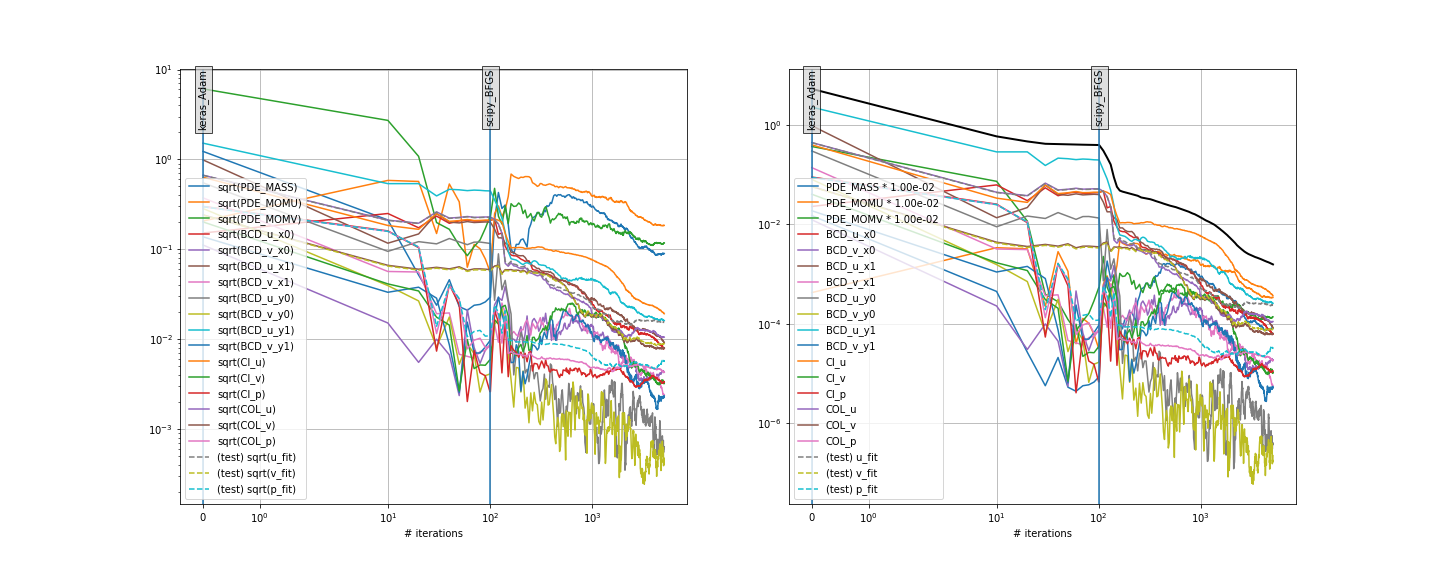 keras_Adam
scipy_BFGS
10¹
10⁰
10⁻¹
10⁻²
10⁻³
sqrt(PDE_MASS)
sqrt(PDE_MOMU)
sqrt(PDE_MOMV)
sqrt(BCD_u_x0)
sqrt(BCD_v_x0)
sqrt(BCD_u_x1)
sqrt(BCD_v_x1)
sqrt(BCD_u_y0)
sqrt(BCD_v_y0)
sqrt(BCD_u_y1)
sqrt(BCD_v_y1)
sqrt(CI_u)
sqrt(CI_v)
sqrt(CI_p)
sqrt(COL_u)
sqrt(COL_v)
sqrt(COL_p)
(test) sqrt(u_fit)
(test) sqrt(v_fit)
(test) sqrt(p_fit)
0 10⁰ 10¹ 10² 10³
# iterations
keras_Adam
scipy_BFGS
10⁰
10⁻²
10⁻⁴
10⁻⁶
PDE_MASS * 1.00e-02
PDE_MOMU * 1.00e-02
PDE_MOMV * 1.00e-02
BCD_u_x0
BCD_v_x0
BCD_u_x1
BCD_v_x1
BCD_u_y0
BCD_v_y0
BCD_u_y1
BCD_v_y1
CI_u
CI_v
CI_p
COL_u
COL_v
COL_p
(test) u_fit
(test) v_fit
(test) p_fit
0 10⁰ 10¹ 10² 10³
# iterations